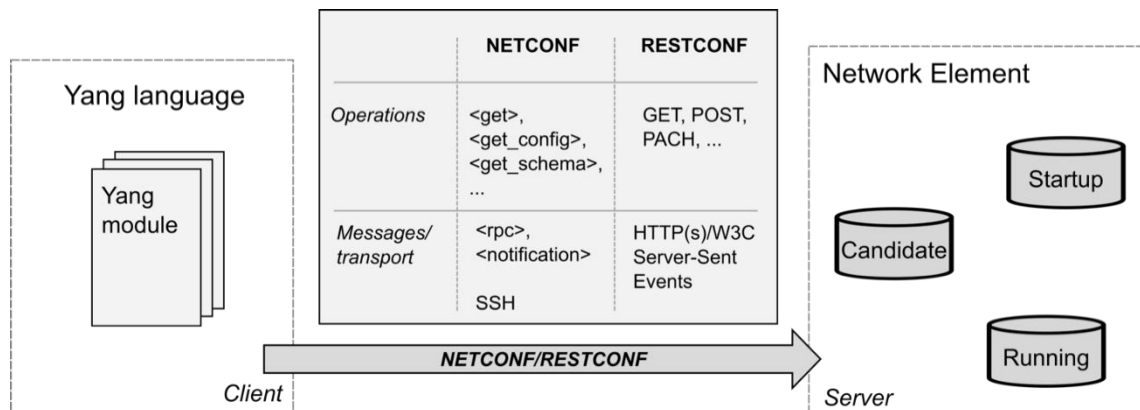 Yang language
Yang
module
Client
NETCONF RESTCONF
Operations
<get>,
<get_config>,
<get_schema>,
...
GET, POST,
PACH, ...
Messages/
transport
<rpc>,
<notification>
SSH
HTTP(s)/W3C
Server-Sent
Events
NETCONF/RESTCONF
Network Element
Startup
Candidate
Running
Server